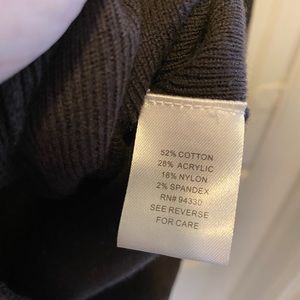 52% COTTON
28% ACRYLIC
18% NYLON
2% SPANDEX
RN# 94330
SEE REVERSE
FOR CARE